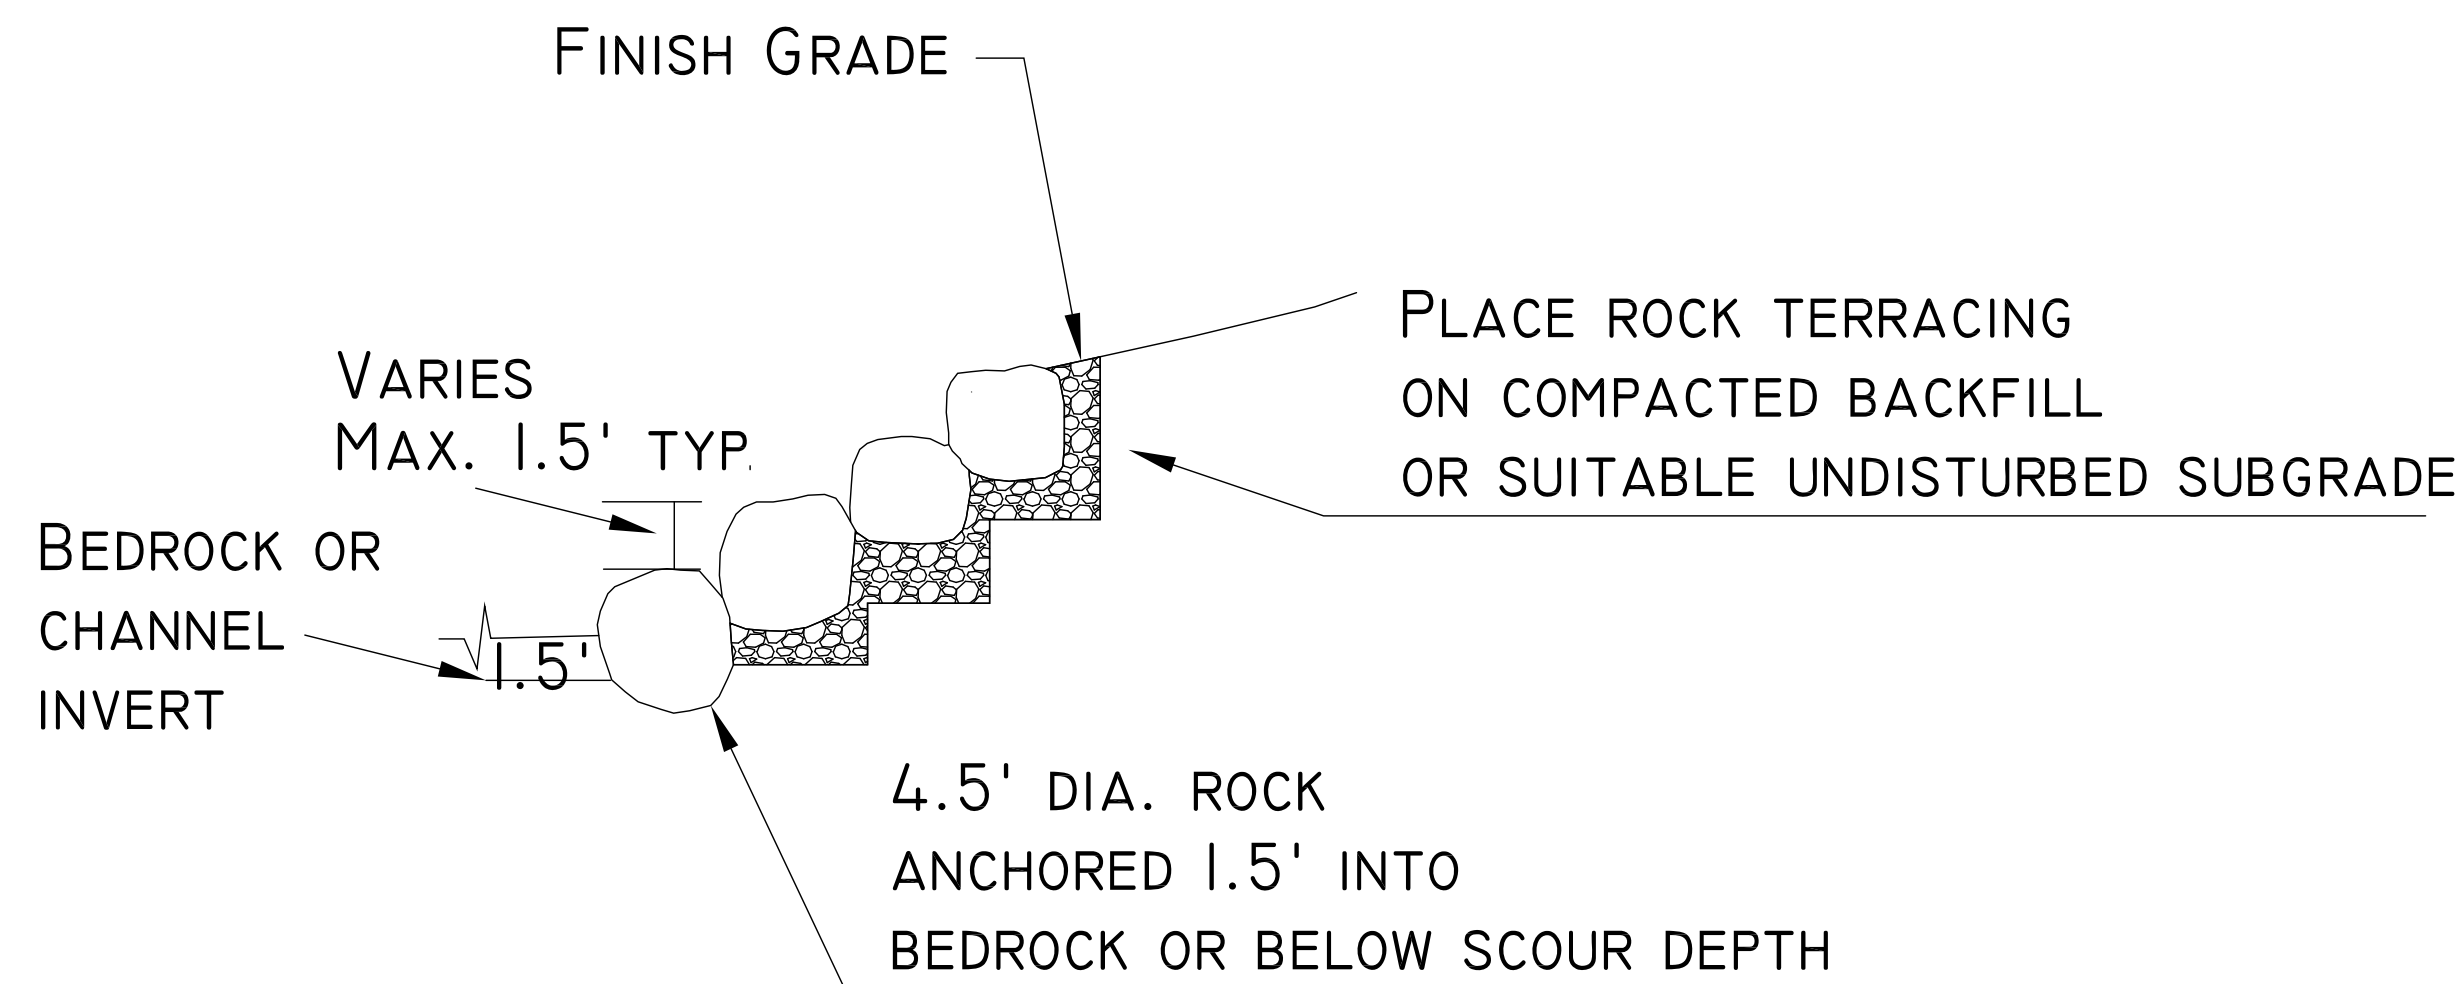 FINISH GRADE
PLACE ROCK TERRACING
ON COMPACTED BACKFILL
OR SUITABLE UNDISTURBED SUBGRADE
VARIES
MAX. 1.5' TYP.
BEDROCK OR
CHANNEL
INVERT
1.5'
4.5' DIA. ROCK
ANCHORED 1.5' INTO
BEDROCK OR BELOW SCOUR DEPTH